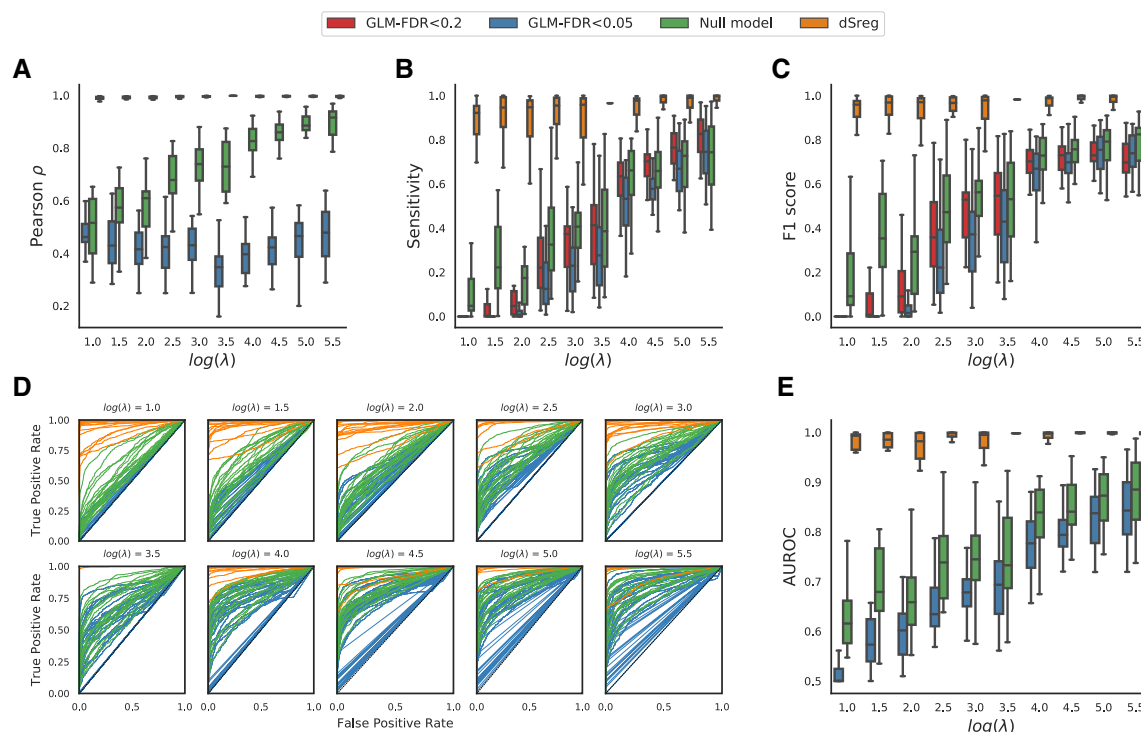 GLM-FDR<0.2 GLM-FDR<0.05 Null model dSreg
A
Pearson ρ
1.0
0.8
0.6
0.4
0.2
1.0 1.5 2.0 2.5 3.0 3.5 4.0 4.5 5.0 5.5
log(λ)
B
Sensitivity
1.0
0.8
0.6
0.4
0.2
0.0
1.0 1.5 2.0 2.5 3.0 3.5 4.0 4.5 5.0 5.5
log(λ)
C
F1 score
1.0
0.8
0.6
0.4
0.2
0.0
1.0 1.5 2.0 2.5 3.0 3.5 4.0 4.5 5.0 5.5
log(λ)
D
log(λ) = 1.0 log(λ) = 1.5 log(λ) = 2.0 log(λ) = 2.5 log(λ) = 3.0
True Positive Rate
1.00
0.75
0.50
0.25
0.00
log(λ) = 3.5 log(λ) = 4.0 log(λ) = 4.5 log(λ) = 5.0 log(λ) = 5.5
True Positive Rate
1.00
0.75
0.50
0.25
0.00
0.0 1.0 0.0 1.0 0.0 1.0 0.0 1.0 0.0 1.0
False Positive Rate
E
AUROC
1.0
0.9
0.8
0.7
0.6
0.5
1.0 1.5 2.0 2.5 3.0 3.5 4.0 4.5 5.0 5.5
log(λ)